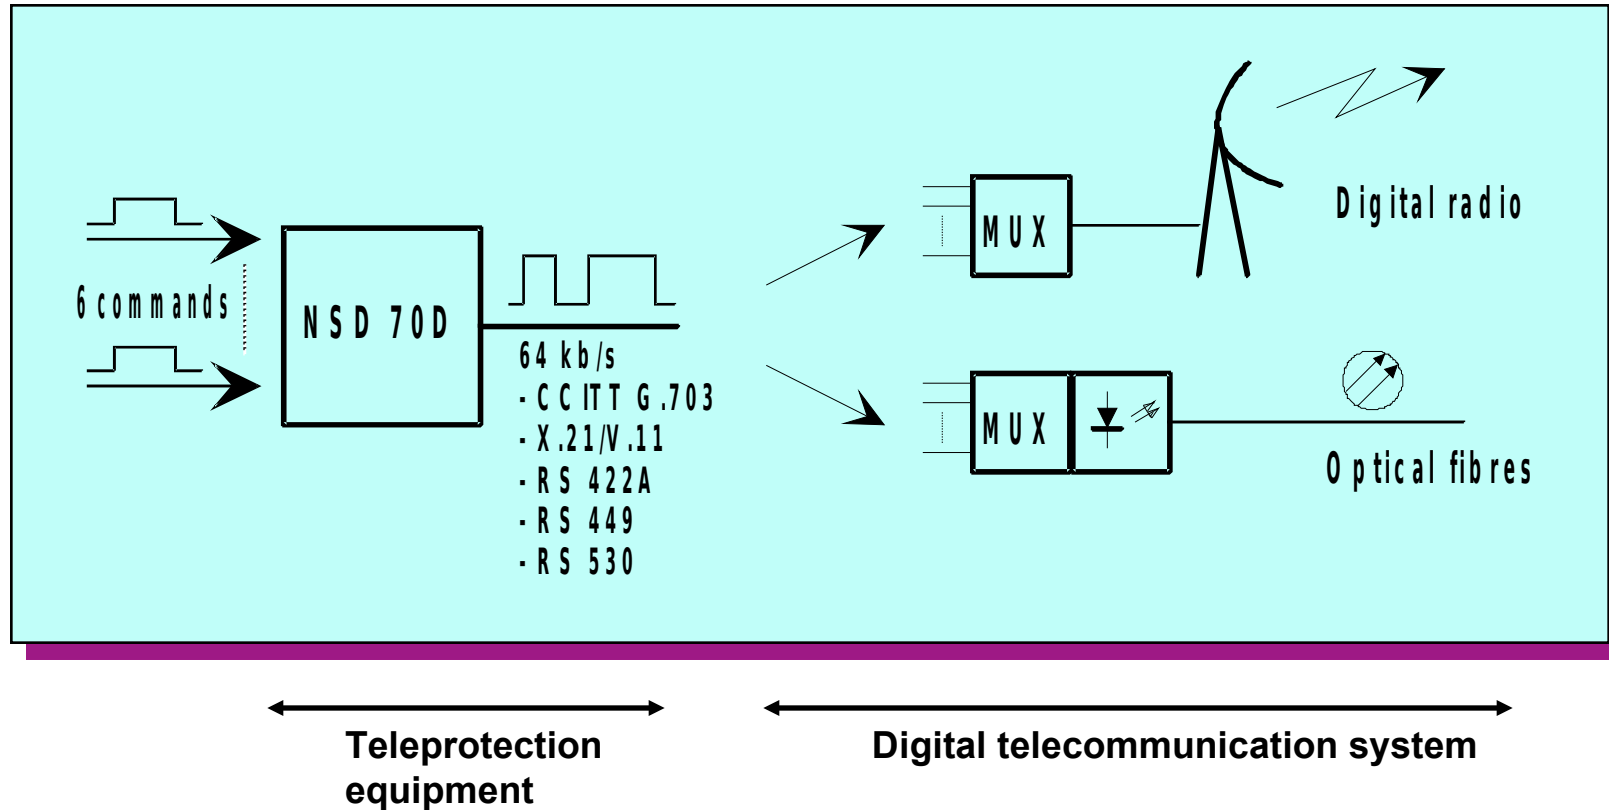 6 commands
NSD 70D
64 kb/s
- CCITT G.703
- X.21/V.11
- RS 422A
- RS 449
- RS 530
MUX
Digital radio
MUX
Optical fibres
Teleprotection
equipment
Digital telecommunication system